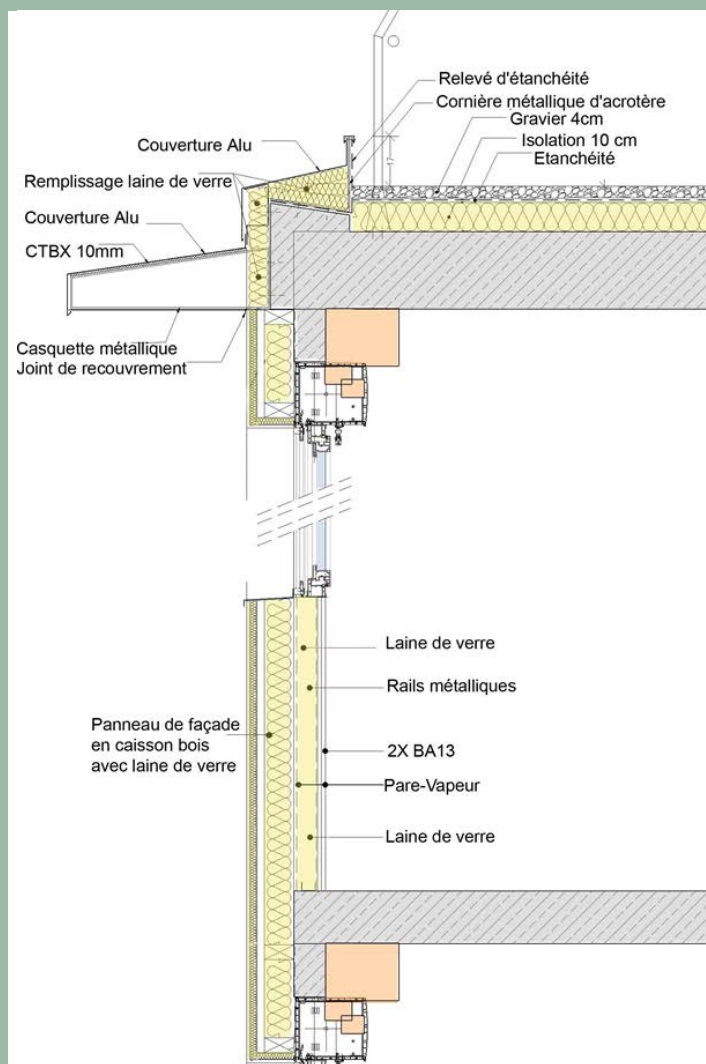 Relevé d'étanchéité
Cornière métallique d'acrotère
Gravier 4cm
Isolation 10 cm
Etanchéité
Couverture Alu
Remplissage laine de verre
Couverture Alu
CTBX 10mm
Casquette métallique
Joint de recouvrement
Laine de verre
Rails métalliques
Panneau de façade
en caisson bois
avec laine de verre
2X BA13
Pare-Vapeur
Laine de verre